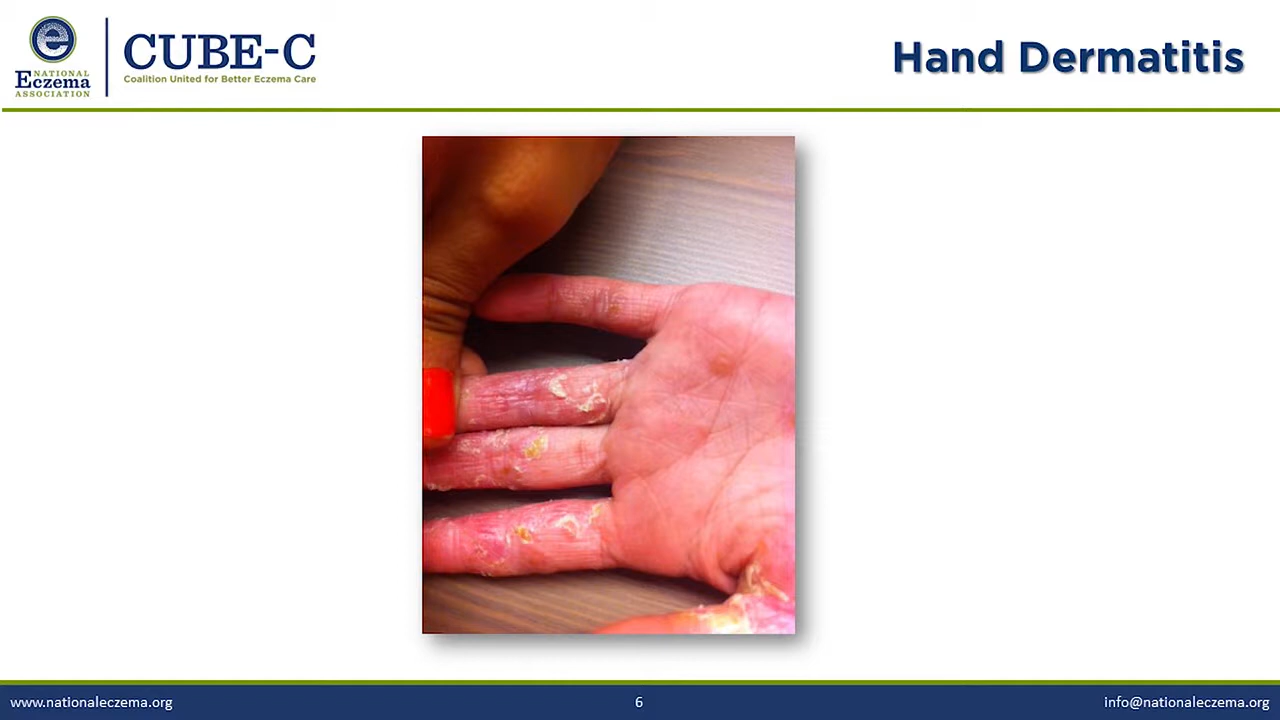 NATIONAL
Eczema
ASSOCIATION
CUBE-C
Coalition United for Better Eczema Care
Hand Dermatitis
www.nationaleczema.org
6
info@nationaleczema.org